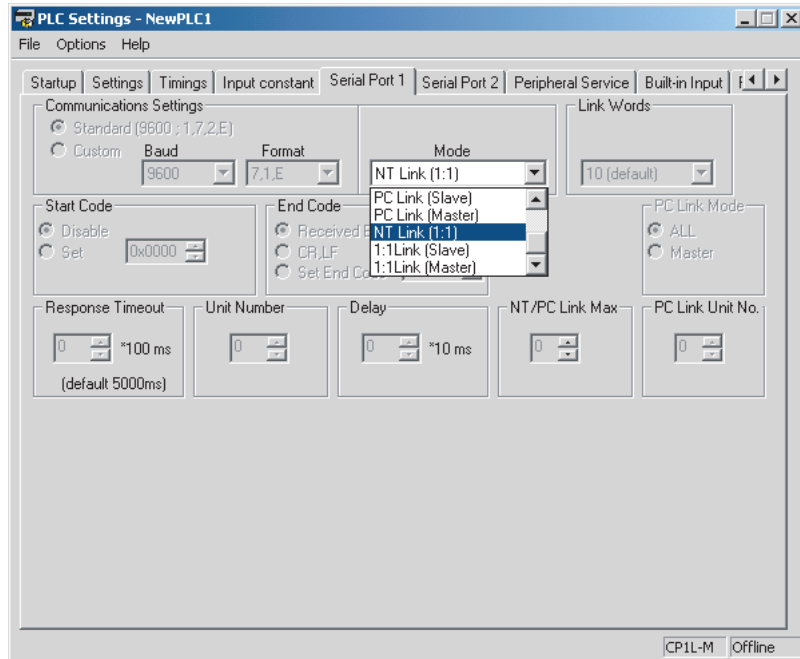 PLC Settings - NewPLC1
File Options Help
Startup Settings Timings Input constant Serial Port 1 Serial Port 2 Peripheral Service Built-in Input
Communications Settings
Standard (9600 ; 1,7,2,E)
Custom Baud Format
9600 7,1,E
Mode
NT Link (1:1)
Link Words
10 (default)
PC Link (Slave)
PC Link (Master)
NT Link (1:1)
1:1Link (Slave)
1:1Link (Master)
Start Code
Disable
Set 0x0000
End Code
Received
CR,LF
Set End
PC Link Mode
ALL
Master
Response Timeout
0 *100 ms
(default 5000ms)
Unit Number
0
Delay
0 *10 ms
NT/PC Link Max
0
PC Link Unit No.
0
CP1L-M Offline